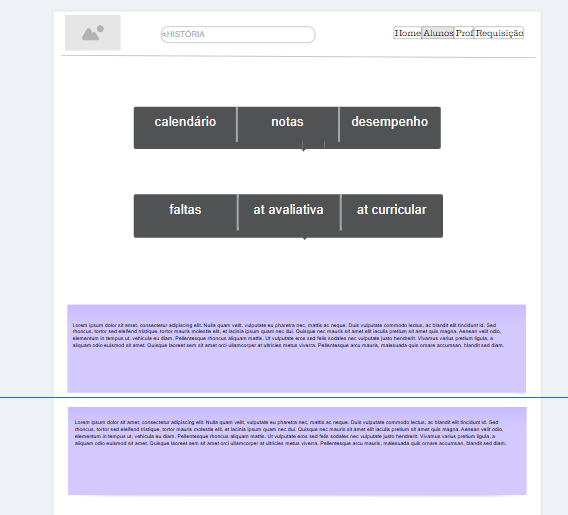 HISTÓRIA
Home Alunos Prof Requisição
calendário notas desempenho
faltas at avaliativa at curricular
Lorem ipsum dolor sit amet, consectetur adipiscing elit. Nulla quam velit, vulputate eu pharetra nec, mattis ac neque. Duis vulputate commodo lectus, ac blandit elit tincidunt id. Sed
rhoncus, tortor sed eleifend tristique, tortor mauris molestie elit, et lacinia ipsum quam nec dui. Quisque nec mauris sit amet elit iaculis pretium sit amet quis magna. Aenean velit odio,
elementum in tempus ut, vehicula eu diam. Pellentesque rhoncus aliquam mattis. Ut vulputate eros sed felis sodales nec vulputate justo hendrerit. Vivamus varius pretium ligula, a
aliquam odio euismod sit amet. Quisque laoreet sem sit amet orci ullamcorper at ultricies metus viverra. Pellentesque arcu mauris, malesuada quis ornare accumsan, blandit sed diam.
Lorem ipsum dolor sit amet, consectetur adipiscing elit. Nulla quam velit, vulputate eu pharetra nec, mattis ac neque. Duis vulputate commodo lectus, ac blandit elit tincidunt id. Sed
rhoncus, tortor sed eleifend tristique, tortor mauris molestie elit, et lacinia ipsum quam nec dui. Quisque nec mauris sit amet elit iaculis pretium sit amet quis magna. Aenean velit odio,
elementum in tempus ut, vehicula eu diam. Pellentesque rhoncus aliquam mattis. Ut vulputate eros sed felis sodales nec vulputate justo hendrerit. Vivamus varius pretium ligula, a
aliquam odio euismod sit amet. Quisque laoreet sem sit amet orci ullamcorper at ultricies metus viverra. Pellentesque arcu mauris, malesuada quis ornare accumsan, blandit sed diam.